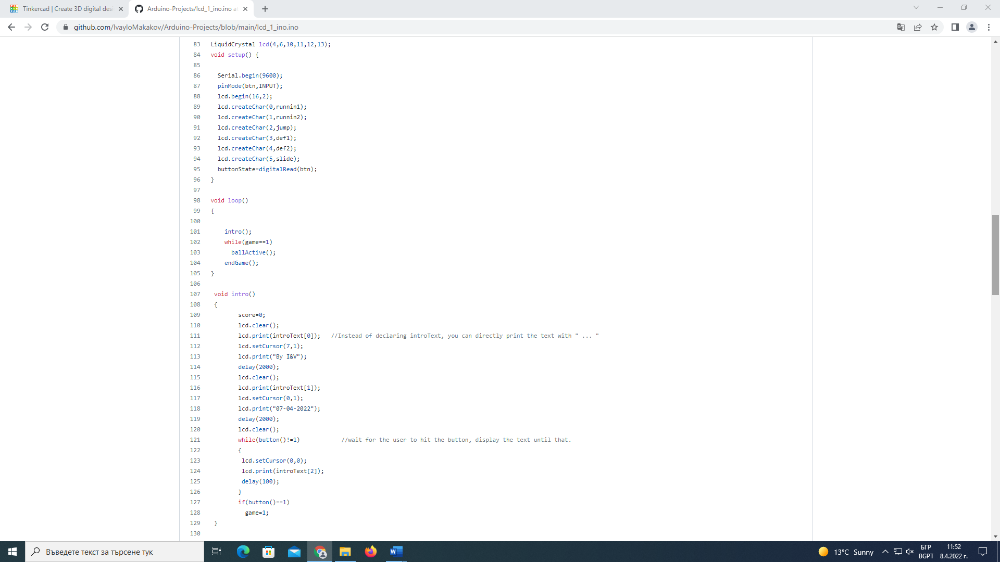 Tinkercad | Create 3D digital desi
Arduino-Projects/lcd_1_ino.ino at
github.com/IvayloMakakov/Arduino-Projects/blob/main/lcd_1_ino.ino
83 LiquidCrystal lcd(4,6,10,11,12,13);
84 void setup() {
85
86 Serial.begin(9600);
87 pinMode(btn,INPUT);
88 lcd.begin(16,2);
89 lcd.createChar(0,runnin1);
90 lcd.createChar(1,runnin2);
91 lcd.createChar(2,jump);
92 lcd.createChar(3,def1);
93 lcd.createChar(4,def2);
94 lcd.createChar(5,slide);
95 buttonState=digitalRead(btn);
96 }
97
98 void loop()
99 {
100
101 intro();
102 while(game==1)
103 ballActive();
104 endGame();
105 }
106
107 void intro()
108 {
109 score=0;
110 lcd.clear();
111 lcd.print(introText[0]); //Instead of declaring introText, you can directly print the text with " ... "
112 lcd.setCursor(7,1);
113 lcd.print("By I&V");
114 delay(2000);
115 lcd.clear();
116 lcd.print(introText[1]);
117 lcd.setCursor(0,1);
118 lcd.print("07-04-2022");
119 delay(2000);
120 lcd.clear();
121 while(button()!=1) //wait for the user to hit the button, display the text until that.
122 {
123 lcd.setCursor(0,0);
124 lcd.print(introText[2]);
125 delay(100);
126 }
127 if(button()==1)
128 game=1;
129 }
130
Въведете текст за търсене тук
13°C Sunny
БГР
BGPT
11:52
8.4.2022 г.